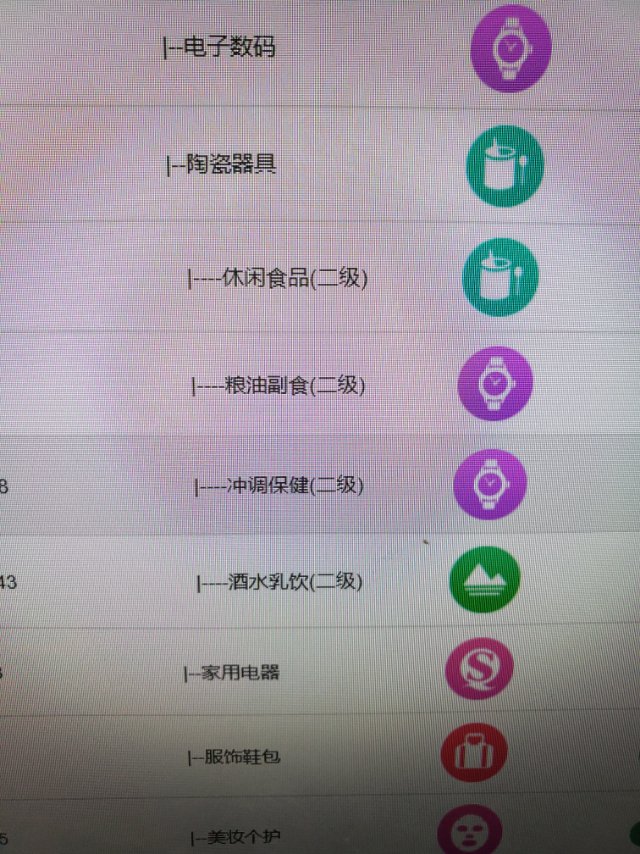 |--电子数码
|--陶瓷器具
|----休闲食品(二级)
|----粮油副食(二级)
8 |----冲调保健(二级)
43 |----酒水乳饮(二级)
|--家用电器
|--服饰鞋包
5 |--美妆个护